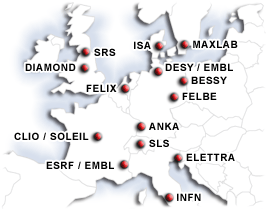 SRS
ISA
MAXLAB
DIAMOND
DESY / EMBL
BESSY
FELIX
FELBE
ANKA
CLIO / SOLEIL
SLS
ELETTRA
ESRF / EMBL
INFN